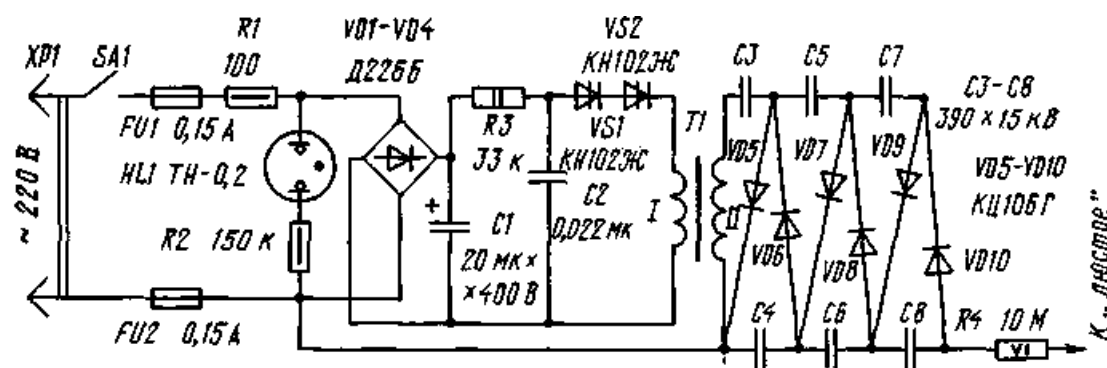 XP1
SA1
~220 В
R1
100
FU1 0,15 А
HL1 ТН-0,2
R2 150 к
FU2 0,15А
VD1-VD4
Д226Б
R3
33 к
C1
20 мк×
×400 В
+
VS2
КН102Ж
VS1
КН102Ж
C2
0,022 мк
T1
I
II
C3
C5
C7
C3-C8
390×15 кВ
VD5
VD7
VD9
VD5-VD10
КЦ106Г
VD6
VD8
VD10
C4
C6
C8
R4 10 М
VI
К „люстре"